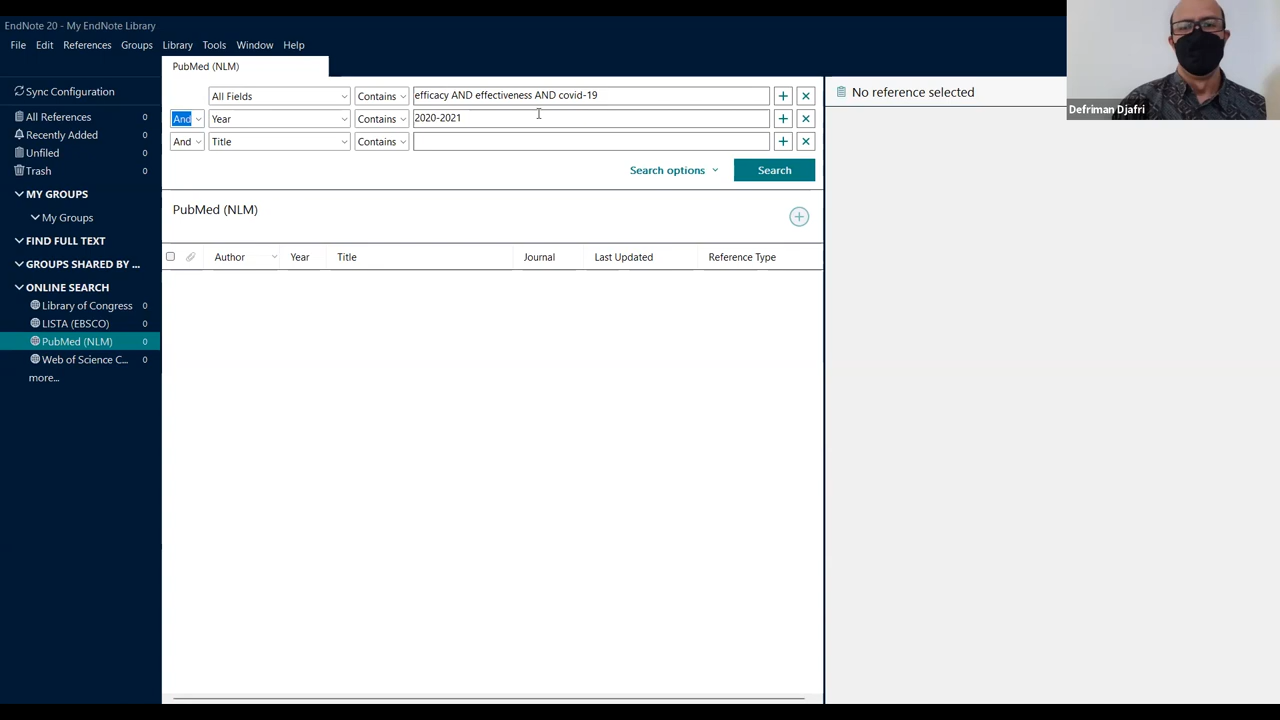 EndNote 20 - My EndNote Library
File Edit References Groups Library Tools Window Help
PubMed (NLM)
Sync Configuration
All References 0
Recently Added 0
Unfiled 0
Trash 0
MY GROUPS
My Groups
FIND FULL TEXT
GROUPS SHARED BY ...
ONLINE SEARCH
Library of Congress 0
LISTA (EBSCO) 0
PubMed (NLM) 0
Web of Science C... 0
more...
All Fields Contains efficacy AND effectiveness AND covid-19
And Year Contains 2020-2021
And Title Contains
Search options Search
PubMed (NLM)
Author Year Title Journal Last Updated Reference Type
No reference selected
Defriman Djafri